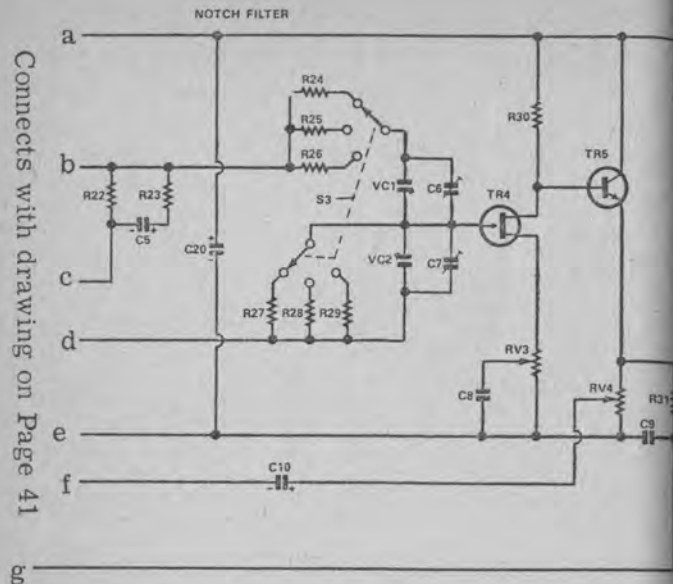 NOTCH FILTER
a
R24
R25
R30
b
R26
TR5
R22
R23
S3
VC1
C6
TR4
C5
C20
VC2
C7
c
R27
R28
R29
d
RV3
C8
RV4
R31
e
C9
f
C10
g
Connects with drawing on Page 41